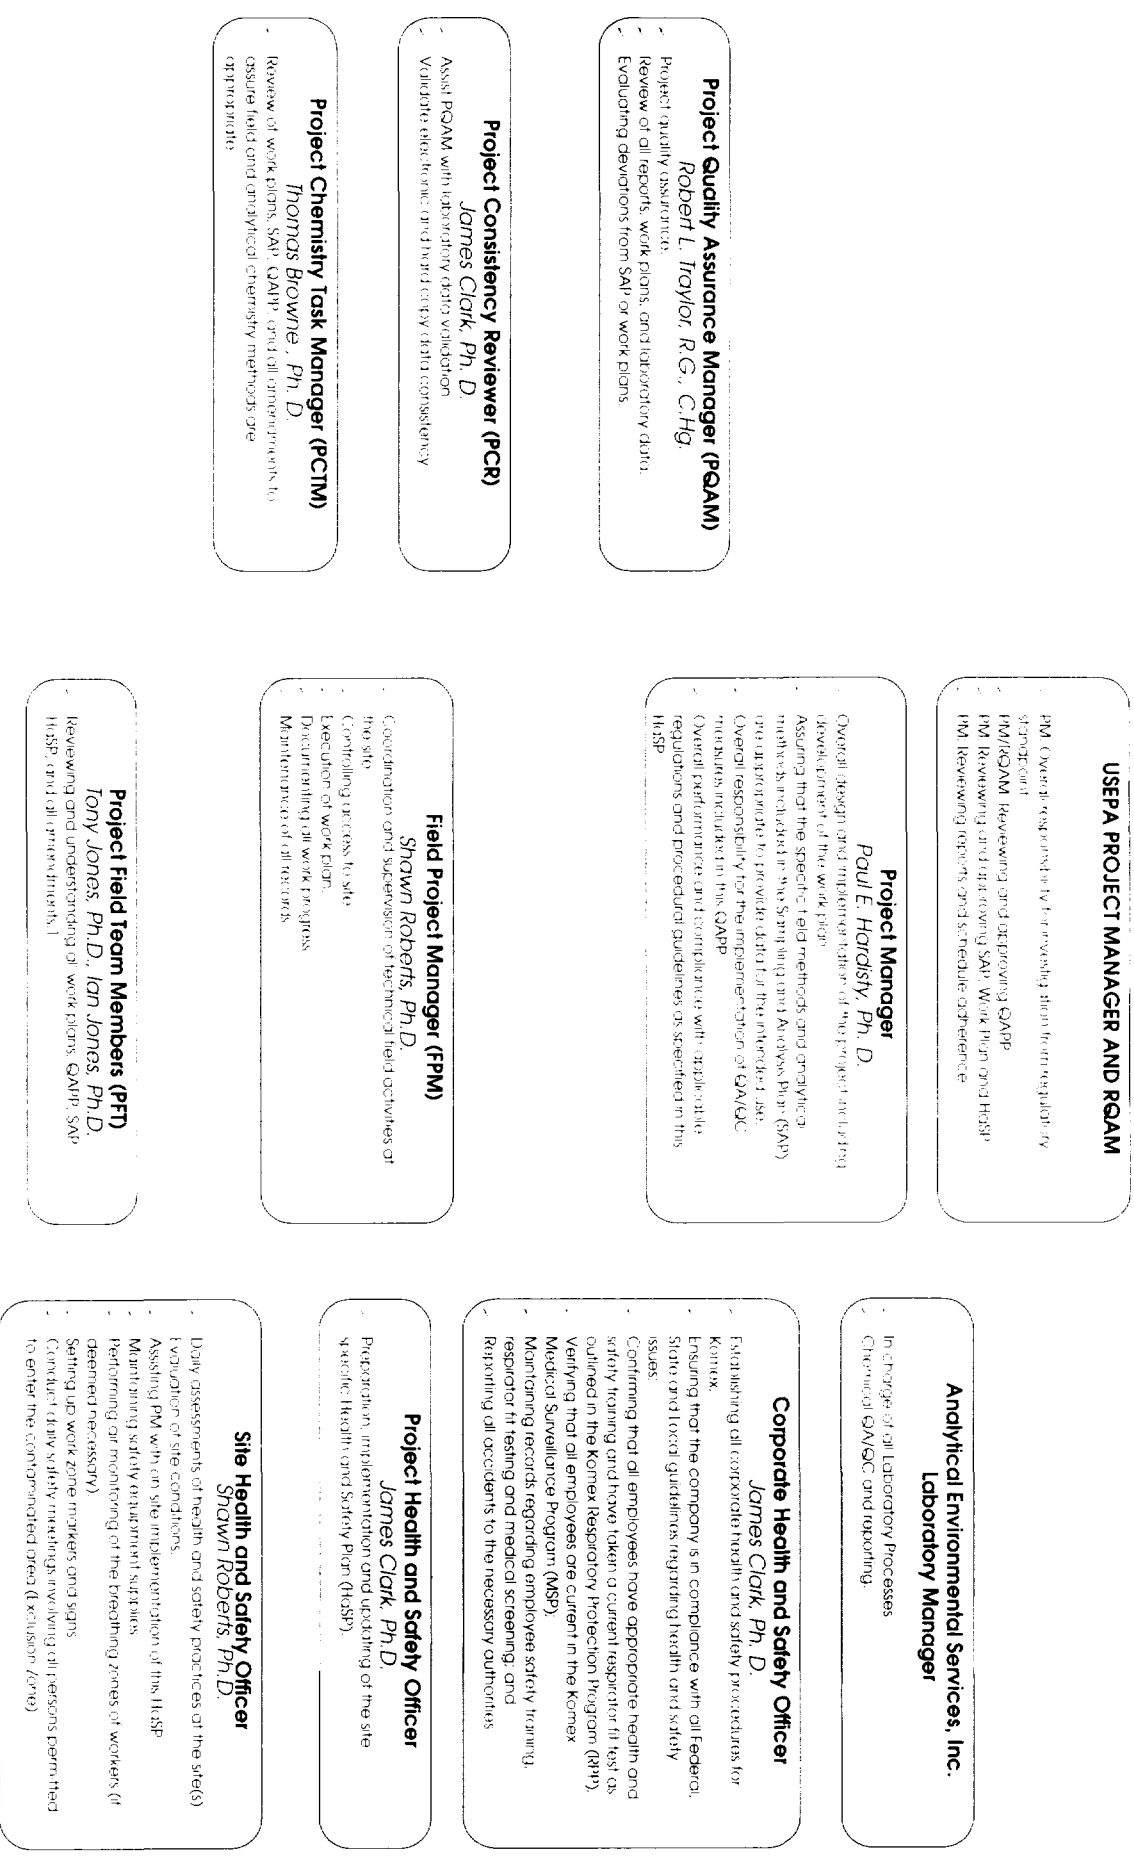 USEPA PROJECT MANAGER AND RQAM
PM: Overall responsibility for investigation from regulatory
standpoint
PM/RQAM: Reviewing and approving QAPP
PM: Reviewing and approving SAP, Work Plan and HaSP
PM: Reviewing reports and schedule adherence
Analytical Environmental Services, Inc.
Laboratory Manager
- In charge of all Laboratory Processes
- Chemical QA/QC and reporting.
Project Manager
Paul E. Hardisty, Ph. D.
- Overall design and implementation of the project including
development of the work plan
- Assuring that the specific field methods and analytical
methods included in the Sampling and Analysis Plan (SAP)
are appropriate to provide data for the intended use.
- Overall responsibility for the implementation of QA/QC
measures included in this QAPP
- Overall performance and compliance with applicable
regulations and procedural guidelines as specified in this
HaSP
Project Quality Assurance Manager (PQAM)
Robert L. Traylor, R.G., C.Hg.
- Project quality assurance.
- Review of all reports, work plans, and laboratory data.
- Evaluating deviations from SAP or work plans
Corporate Health and Safety Officer
James Clark, Ph. D.
- Establishing all corporate health and safety procedures for
Komex.
- Ensuring that the company is in compliance with all Federal,
State and Local guidelines regarding health and safety
issues;
- Confirming that all employees have appropriate health and
safety training and have taken a current respirator fit test as
outlined in the Komex Respiratory Protection Program (RPP),
- Verifying that all employees are current in the Komex
Medical Surveillance Program (MSP);
- Maintaining records regarding employee safety training,
respirator fit testing and medical screening; and
- Reporting all accidents to the necessary authorities
Project Consistency Reviewer (PCR)
James Clark, Ph. D.
- Assist PQAM with laboratory data validation
- Validate electronic and hard copy data consistency
Field Project Manager (FPM)
Shawn Roberts, Ph.D.
- Coordination and supervision of technical field activities at
the site
- Controlling access to site
- Execution of work plan.
- Documenting all work progress
- Maintenance of all records
Project Health and Safety Officer
James Clark, Ph.D.
- Preparation, implementation and updating of the site
specific Health and Safety Plan (HaSP).
Project Chemistry Task Manager (PCTM)
Thomas Browne, Ph. D.
- Review of work plans, SAP, QAPP, and all amendments to
assure field and analytical chemistry methods are
appropriate
Project Field Team Members (PFT)
Tony Jones, Ph.D., Ian Jones, Ph.D.
- Reviewing and understanding all work plans, QAPP, SAP
HaSP, and all amendments.
Site Health and Safety Officer
Shawn Roberts, Ph.D.
- Daily assessments of health and safety practices at the site(s)
- Evaluation of site conditions.
- Assisting PM with on site implementation of this HaSP
- Maintaining safety equipment supplies
- Performing air monitoring of the breathing zones of workers (if
deemed necessary)
- Setting up work zone markers and signs
- Conduct daily safety meetings involving all persons permitted
to enter the contaminated area (Exclusion Zone)